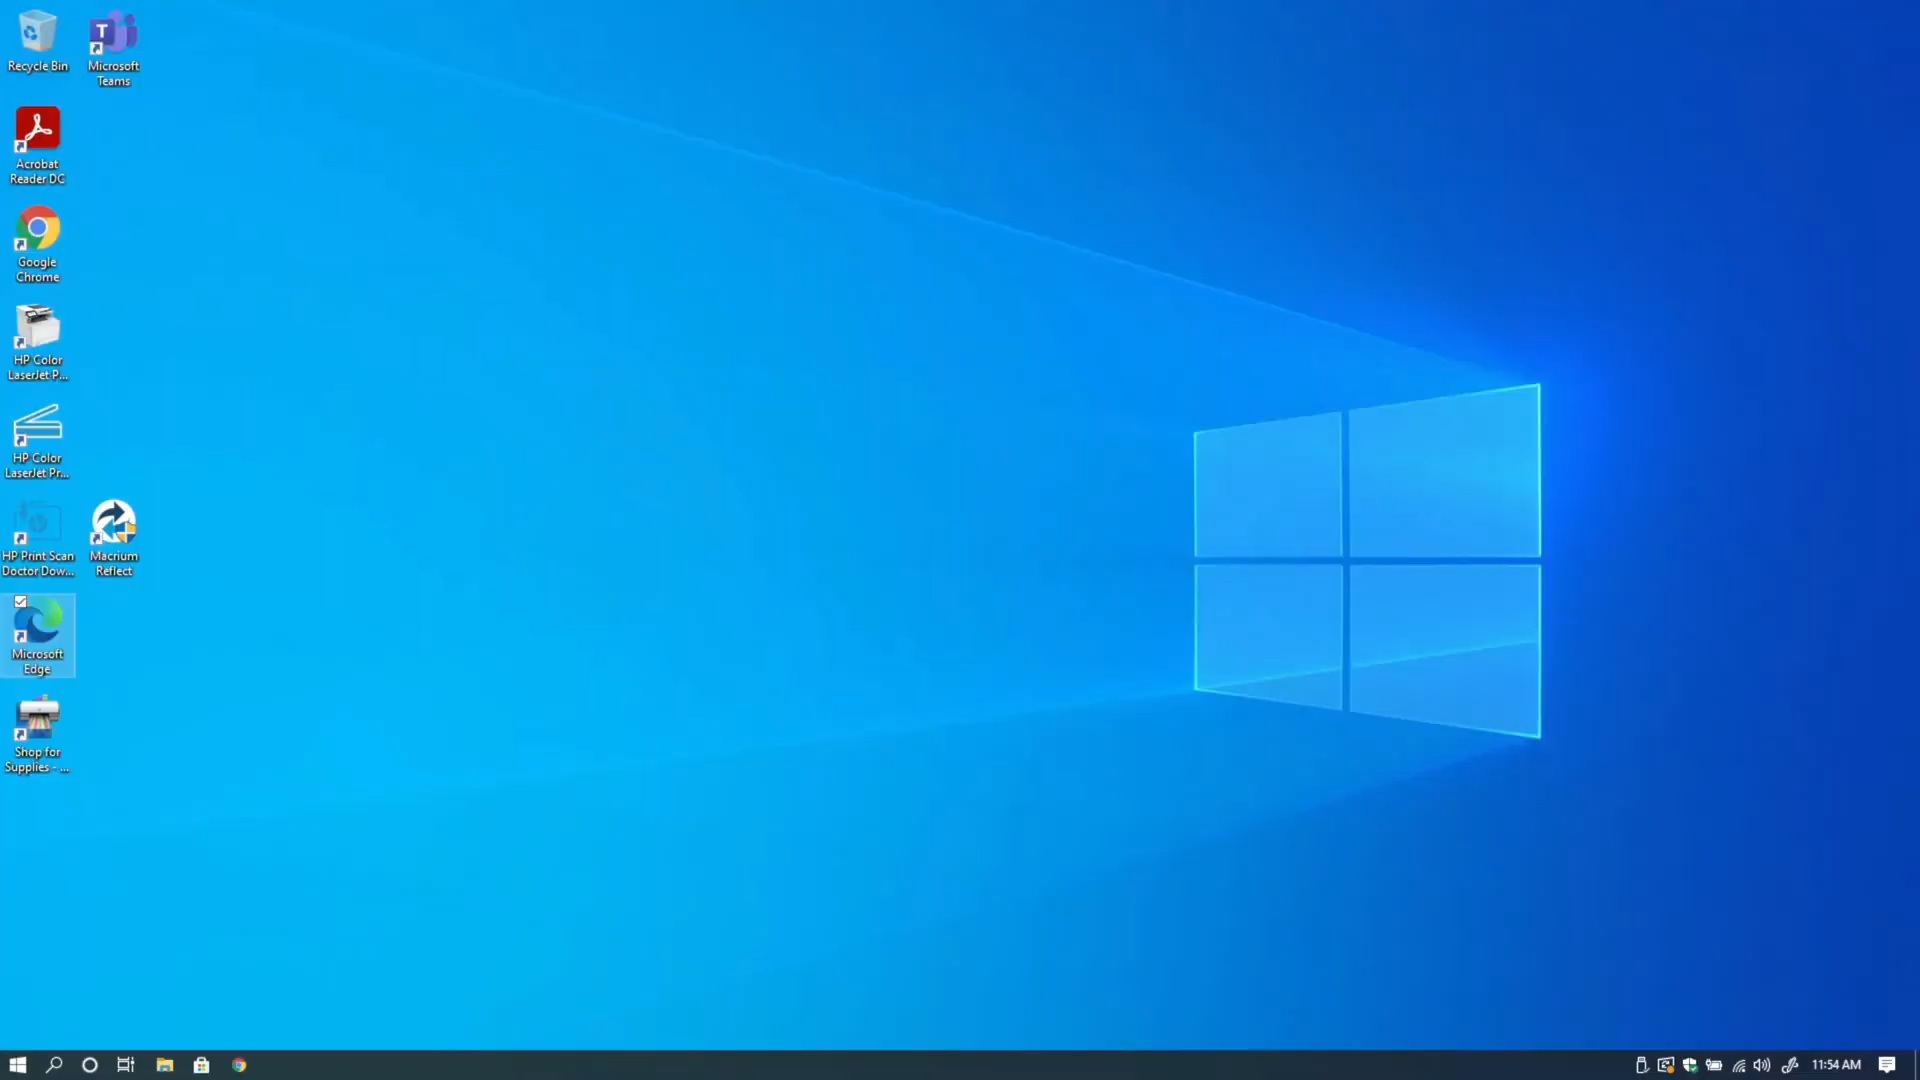 Recycle Bin
Microsoft
Teams
Acrobat
Reader DC
Google
Chrome
HP Color
LaserJet P...
HP Color
LaserJet Pr...
HP Print Scan
Doctor Dow...
Macrium
Reflect
Microsoft
Edge
Shop for
Supplies - ...
11:54 AM